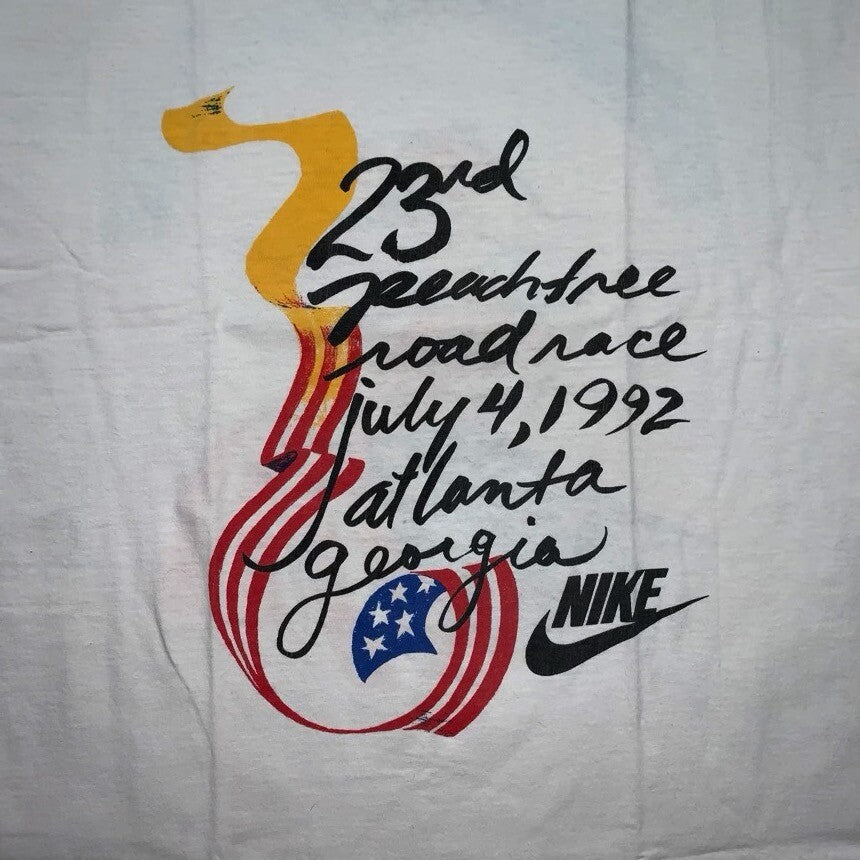 23rd
peachtree
road race
july 4, 1992
atlanta
georgia
NIKE